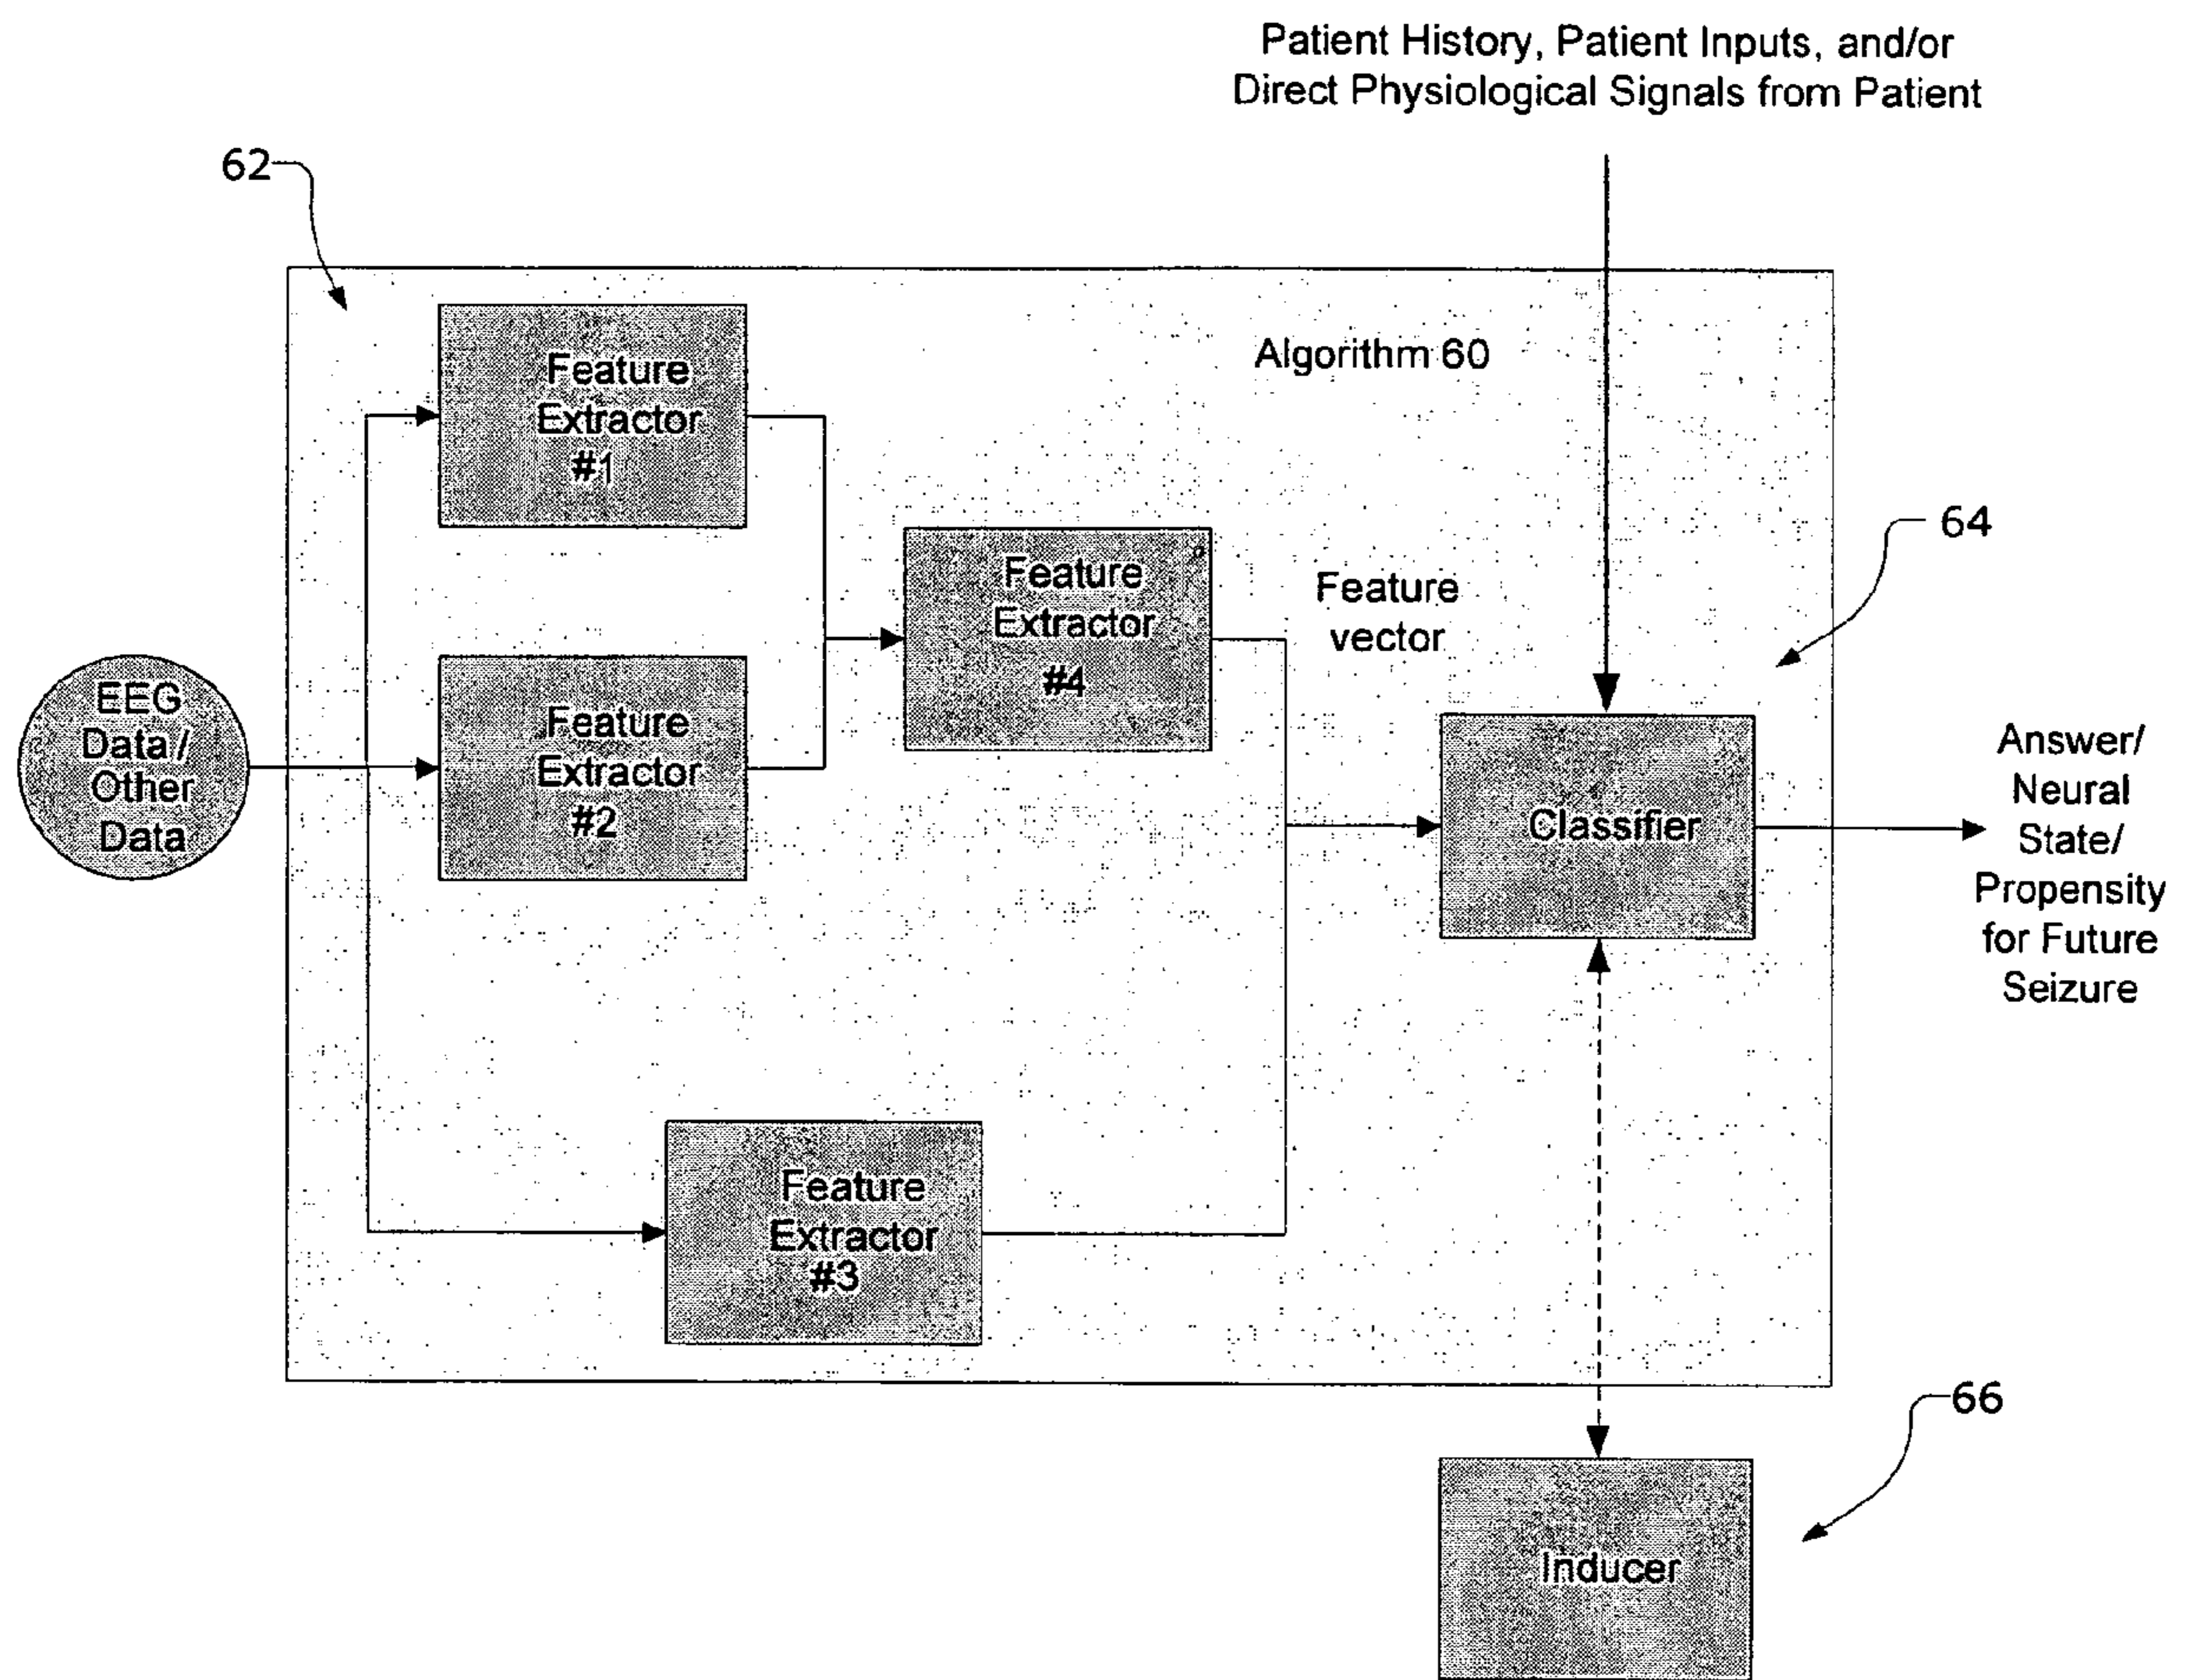 Patient History, Patient Inputs, and/or
Direct Physiological Signals from Patient
62
Feature
Extractor
#1
Algorithm 60
64
Feature
Extractor
#4
Feature
vector
EEG
Data /
Other
Data
Feature
Extractor
#2
Classifier
Answer/
Neural
State/
Propensity
for Future
Seizure
Feature
Extractor
#3
66
Inducer